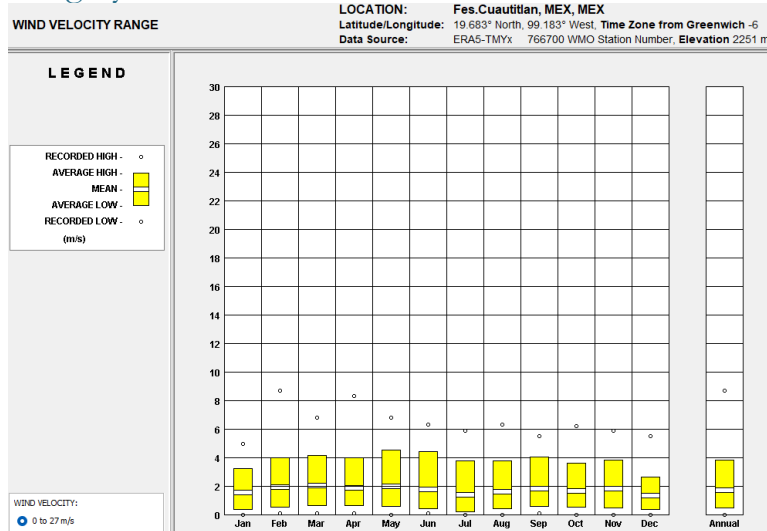 WIND VELOCITY RANGE
LOCATION: Fes.Cuautitlan, MEX, MEX
Latitude/Longitude: 19.683° North, 99.183° West, Time Zone from Greenwich -6
Data Source: ERA5-TMYx 766700 WMO Station Number, Elevation 2251 m
LEGEND
RECORDED HIGH -
AVERAGE HIGH -
MEAN -
AVERAGE LOW -
RECORDED LOW -
(m/s)
WIND VELOCITY:
0 to 27 m/s
30
28
26
24
22
20
18
16
14
12
10
8
6
4
2
0
Jan Feb Mar Apr May Jun Jul Aug Sep Oct Nov Dec Annual